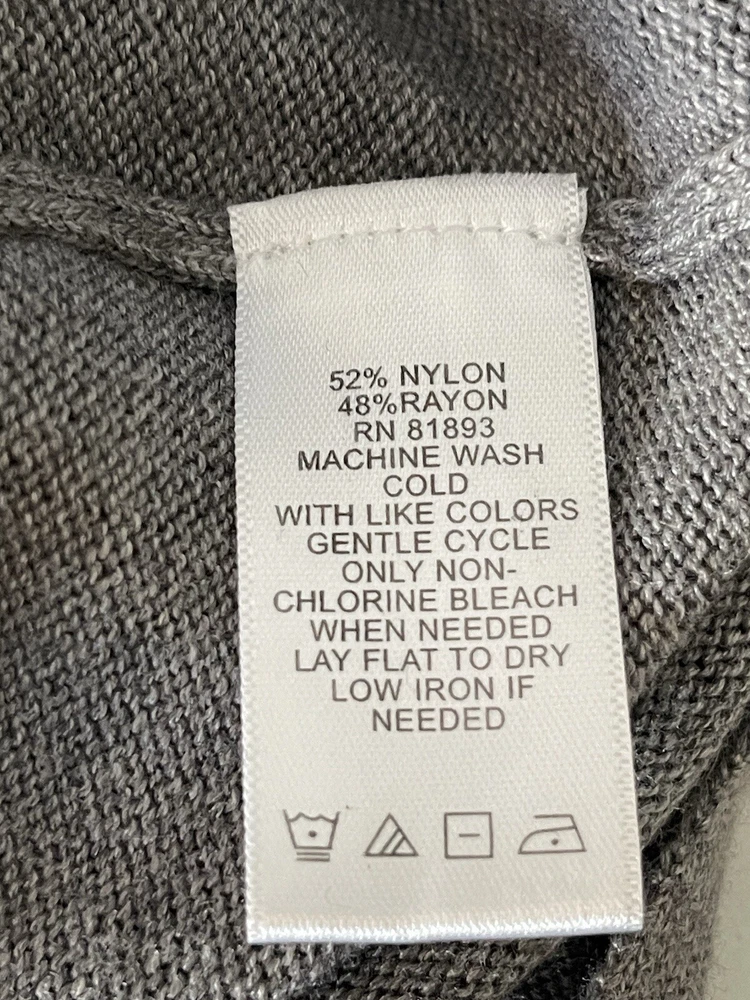 52% NYLON
48%RAYON
RN 81893
MACHINE WASH
COLD
WITH LIKE COLORS
GENTLE CYCLE
ONLY NON-
CHLORINE BLEACH
WHEN NEEDED
LAY FLAT TO DRY
LOW IRON IF
NEEDED